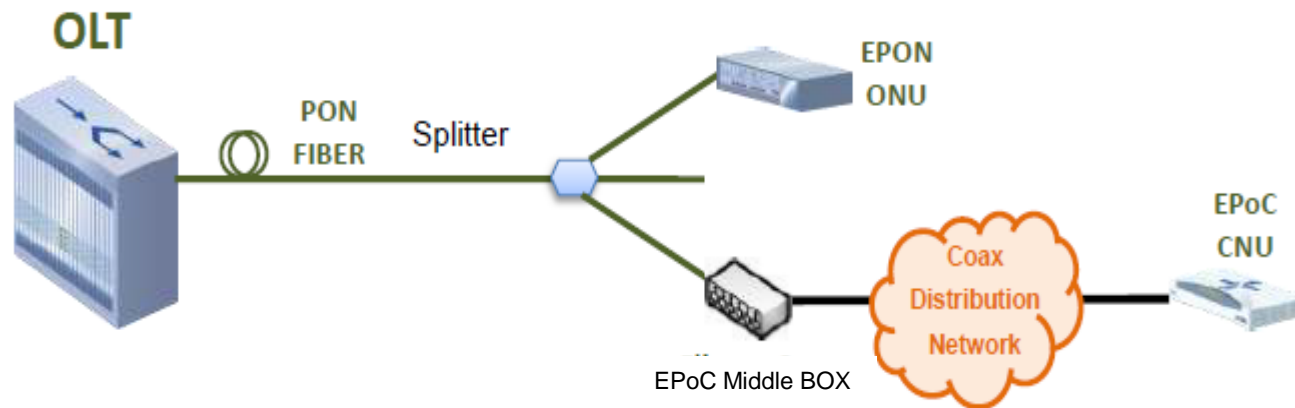 OLT
PON
FIBER
Splitter
EPON
ONU
EPoC
CNU
Coax
Distribution
Network
EPoC Middle BOX